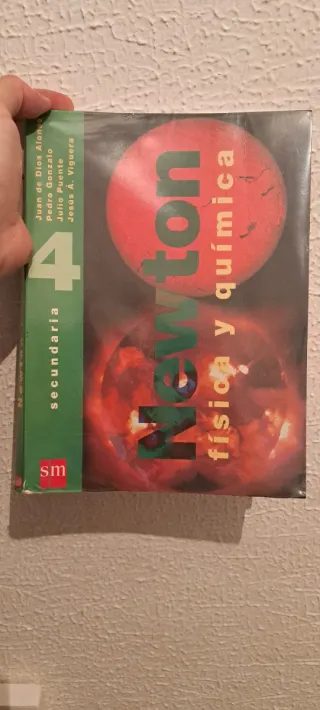 Juan de Dios Alonso
Pedro Gonzalo
Julio Puente
Jesús Á. Viguera
4
secundaria
Newton
física y química
sm